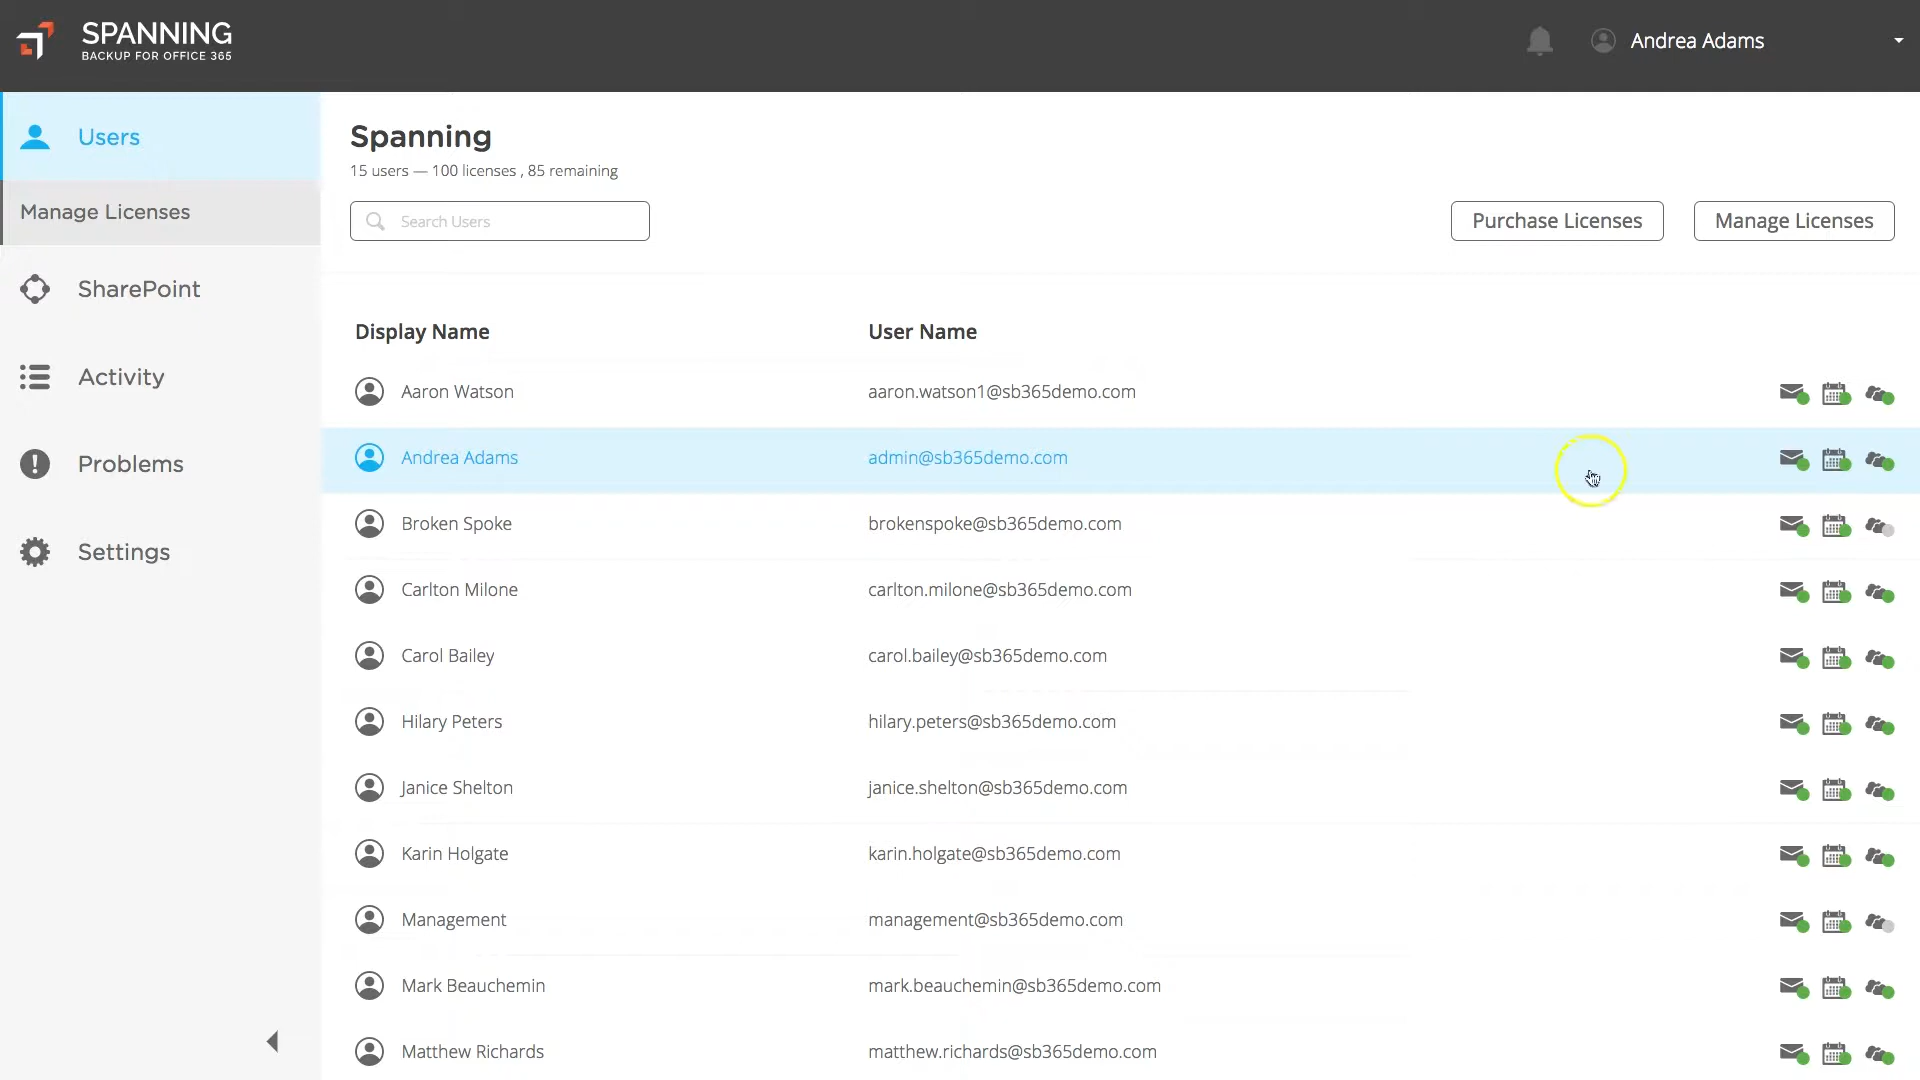 SPANNING
BACKUP FOR OFFICE 365
Andrea Adams
Users
Manage Licenses
SharePoint
Activity
Problems
Settings
Spanning
15 users — 100 licenses , 85 remaining
Search Users
Purchase Licenses
Manage Licenses
Display Name User Name
Aaron Watson aaron.watson1@sb365demo.com
Andrea Adams admin@sb365demo.com
Broken Spoke brokenspoke@sb365demo.com
Carlton Milone carlton.milone@sb365demo.com
Carol Bailey carol.bailey@sb365demo.com
Hilary Peters hilary.peters@sb365demo.com
Janice Shelton janice.shelton@sb365demo.com
Karin Holgate karin.holgate@sb365demo.com
Management management@sb365demo.com
Mark Beauchemin mark.beauchemin@sb365demo.com
Matthew Richards matthew.richards@sb365demo.com